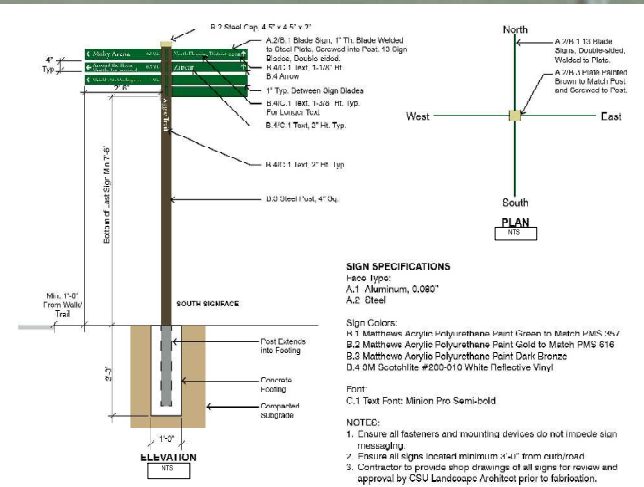 B.2 Steel Cap, 4.5" x 4.5" x 2"
A.2/B.1 Blade Sign, 1" Th. Blade Welded
to Steel Plate, Screwed into Post, 13 Sign
Blades, Double-sided.
B.4/C.1 Text, 1-1/8" Ht.
B.4 Arrow
1" Typ. Between Sign Blades
B.4/C.1 Text, 1-3/8" Ht. Typ.
For Longer Text
B.4/C.1 Text, 2" Ht. Typ.
B.4/C.1 Text, 2" Ht. Typ.
Moby Arena
4"
Typ.
2'-6"
Bottom of Last Sign Min 7'-6"
B.3 Steel Post, 4" Sq.
Min. 1'-0"
From Walk/
Trail
SOUTH SIGNFACE
Post Extends
into Footing
Concrete
Footing
Compacted
Subgrade
1'-0"
ELEVATION
NTS
North
A.2/B.1 13 Blade
Signs, Double-sided,
Welded to Plate.
A.2/B.3 Plate Painted
Brown to Match Post
and Screwed to Post.
West
East
South
PLAN
NTS
SIGN SPECIFICATIONS
Face Type:
A.1 Aluminum, 0.080"
A.2 Steel
Sign Colors:
B.1 Matthews Acrylic Polyurethane Paint Green to Match PMS 357
B.2 Matthews Acrylic Polyurethane Paint Gold to Match PMS 616
B.3 Matthews Acrylic Polyurethane Paint Dark Bronze
B.4 3M Scotchlite #280-010 White Reflective Vinyl
Font:
C.1 Text Font: Minion Pro Semi-bold
NOTES:
1. Ensure all fasteners and mounting devices do not impede sign
messaging.
2. Ensure all signs located minimum 3'-0" from curb/road
3. Contractor to provide shop drawings of all signs for review and
approval by CSU Landscape Architect prior to fabrication.